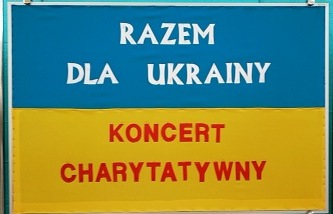 RAZEM
DLA UKRAINY
KONCERT
CHARYTATYWNY